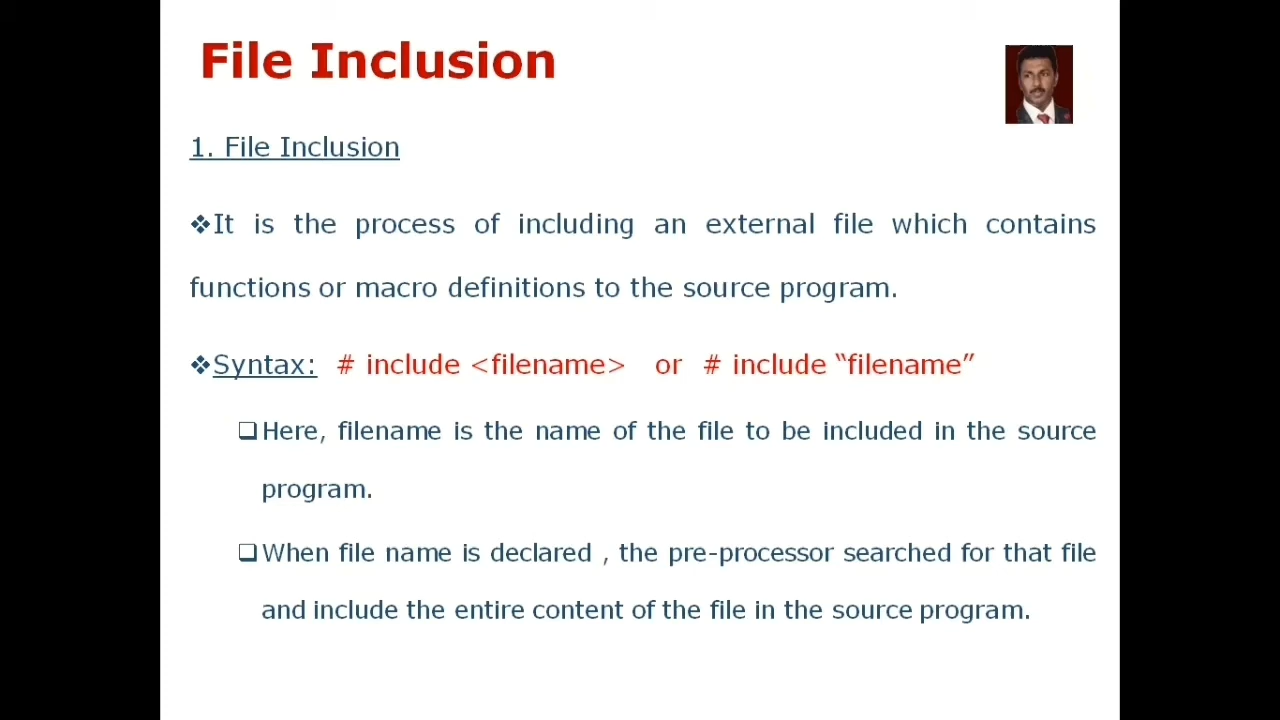 File Inclusion
1. File Inclusion
❖It is the process of including an external file which contains
functions or macro definitions to the source program.
❖Syntax: # include <filename> or # include “filename”
❑Here, filename is the name of the file to be included in the source
program.
❑When file name is declared , the pre-processor searched for that file
and include the entire content of the file in the source program.